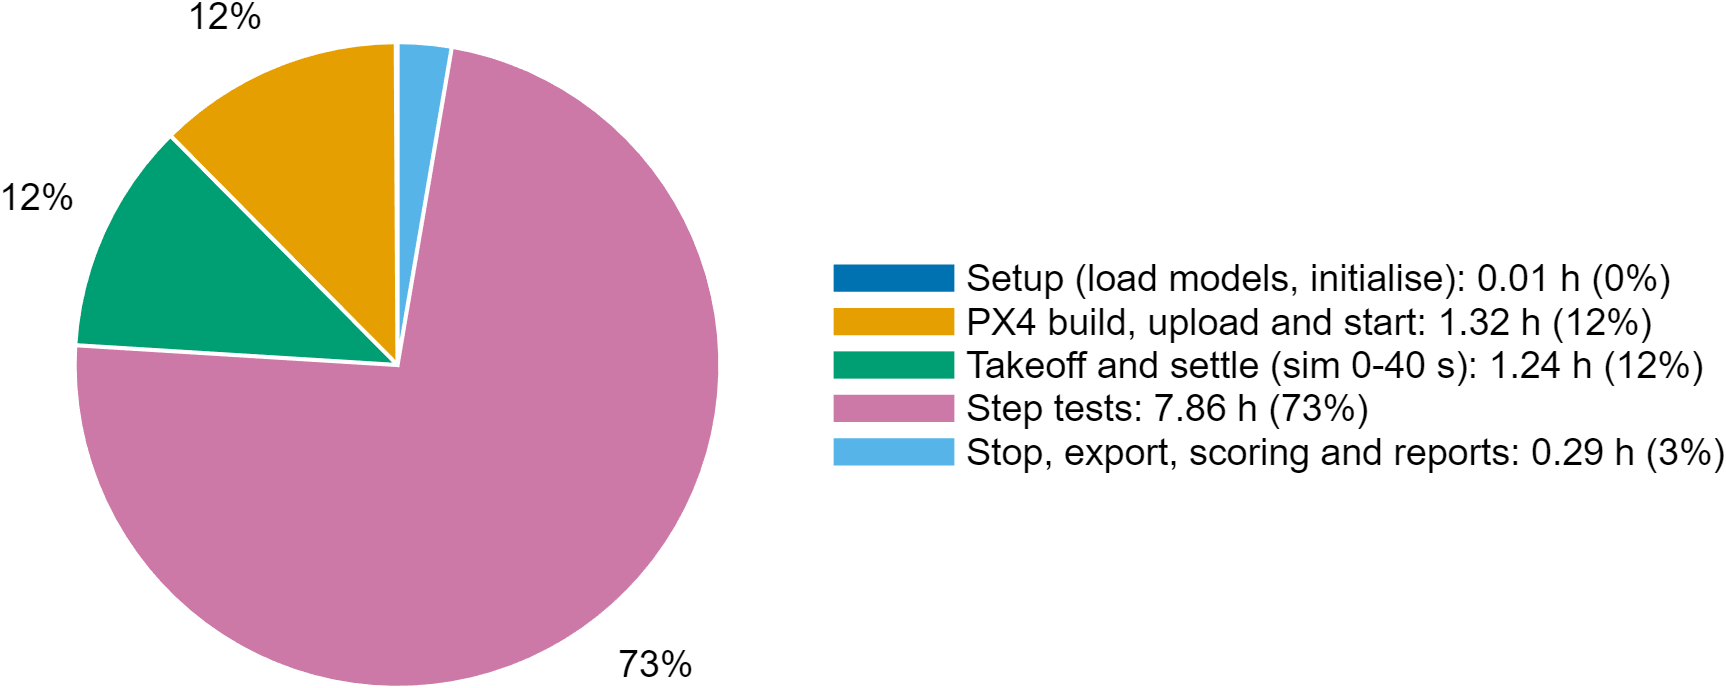 12%
12%
73%
Setup (load models, initialise): 0.01 h (0%)
PX4 build, upload and start: 1.32 h (12%)
Takeoff and settle (sim 0-40 s): 1.24 h (12%)
Step tests: 7.86 h (73%)
Stop, export, scoring and reports: 0.29 h (3%)